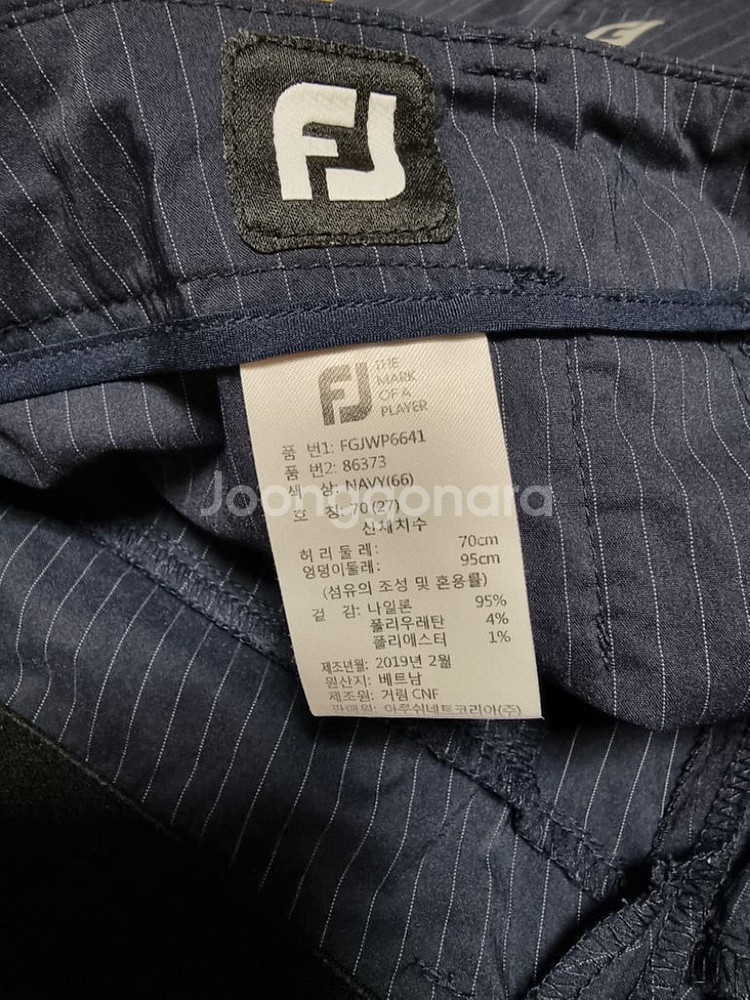 FJ
FJ THE
MARK
OF A
PLAYER
품 번1: FGJWP6641
품 번2: 86373
색 상: NAVY(66)
호 칭: 70 (27)
신체치수
허리둘레: 70cm
엉덩이둘레: 95cm
(섬유의 조성 및 혼용률)
겉 감: 나일론 95%
폴리우레탄 4%
폴리에스터 1%
제조년월: 2019년 2월
원산지: 베트남
제조원: 거림 CNF
판매원: 아쿠쉬네트코리아(주)
Joonggonara